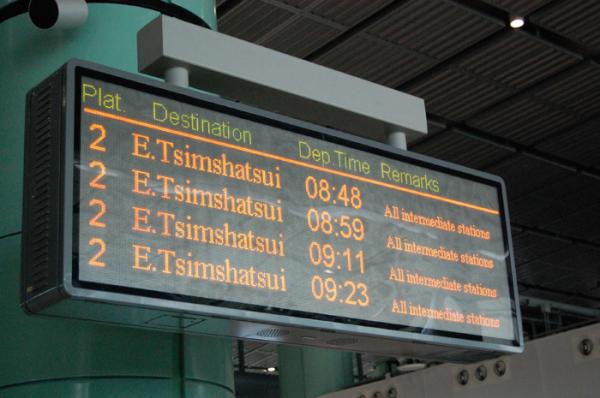 Plat. Destination Dep.Time Remarks
2 E.Tsimshatsui 08:48 All intermediate stations
2 E.Tsimshatsui 08:59 All intermediate stations
2 E.Tsimshatsui 09:11 All intermediate stations
2 E.Tsimshatsui 09:23 All intermediate stations